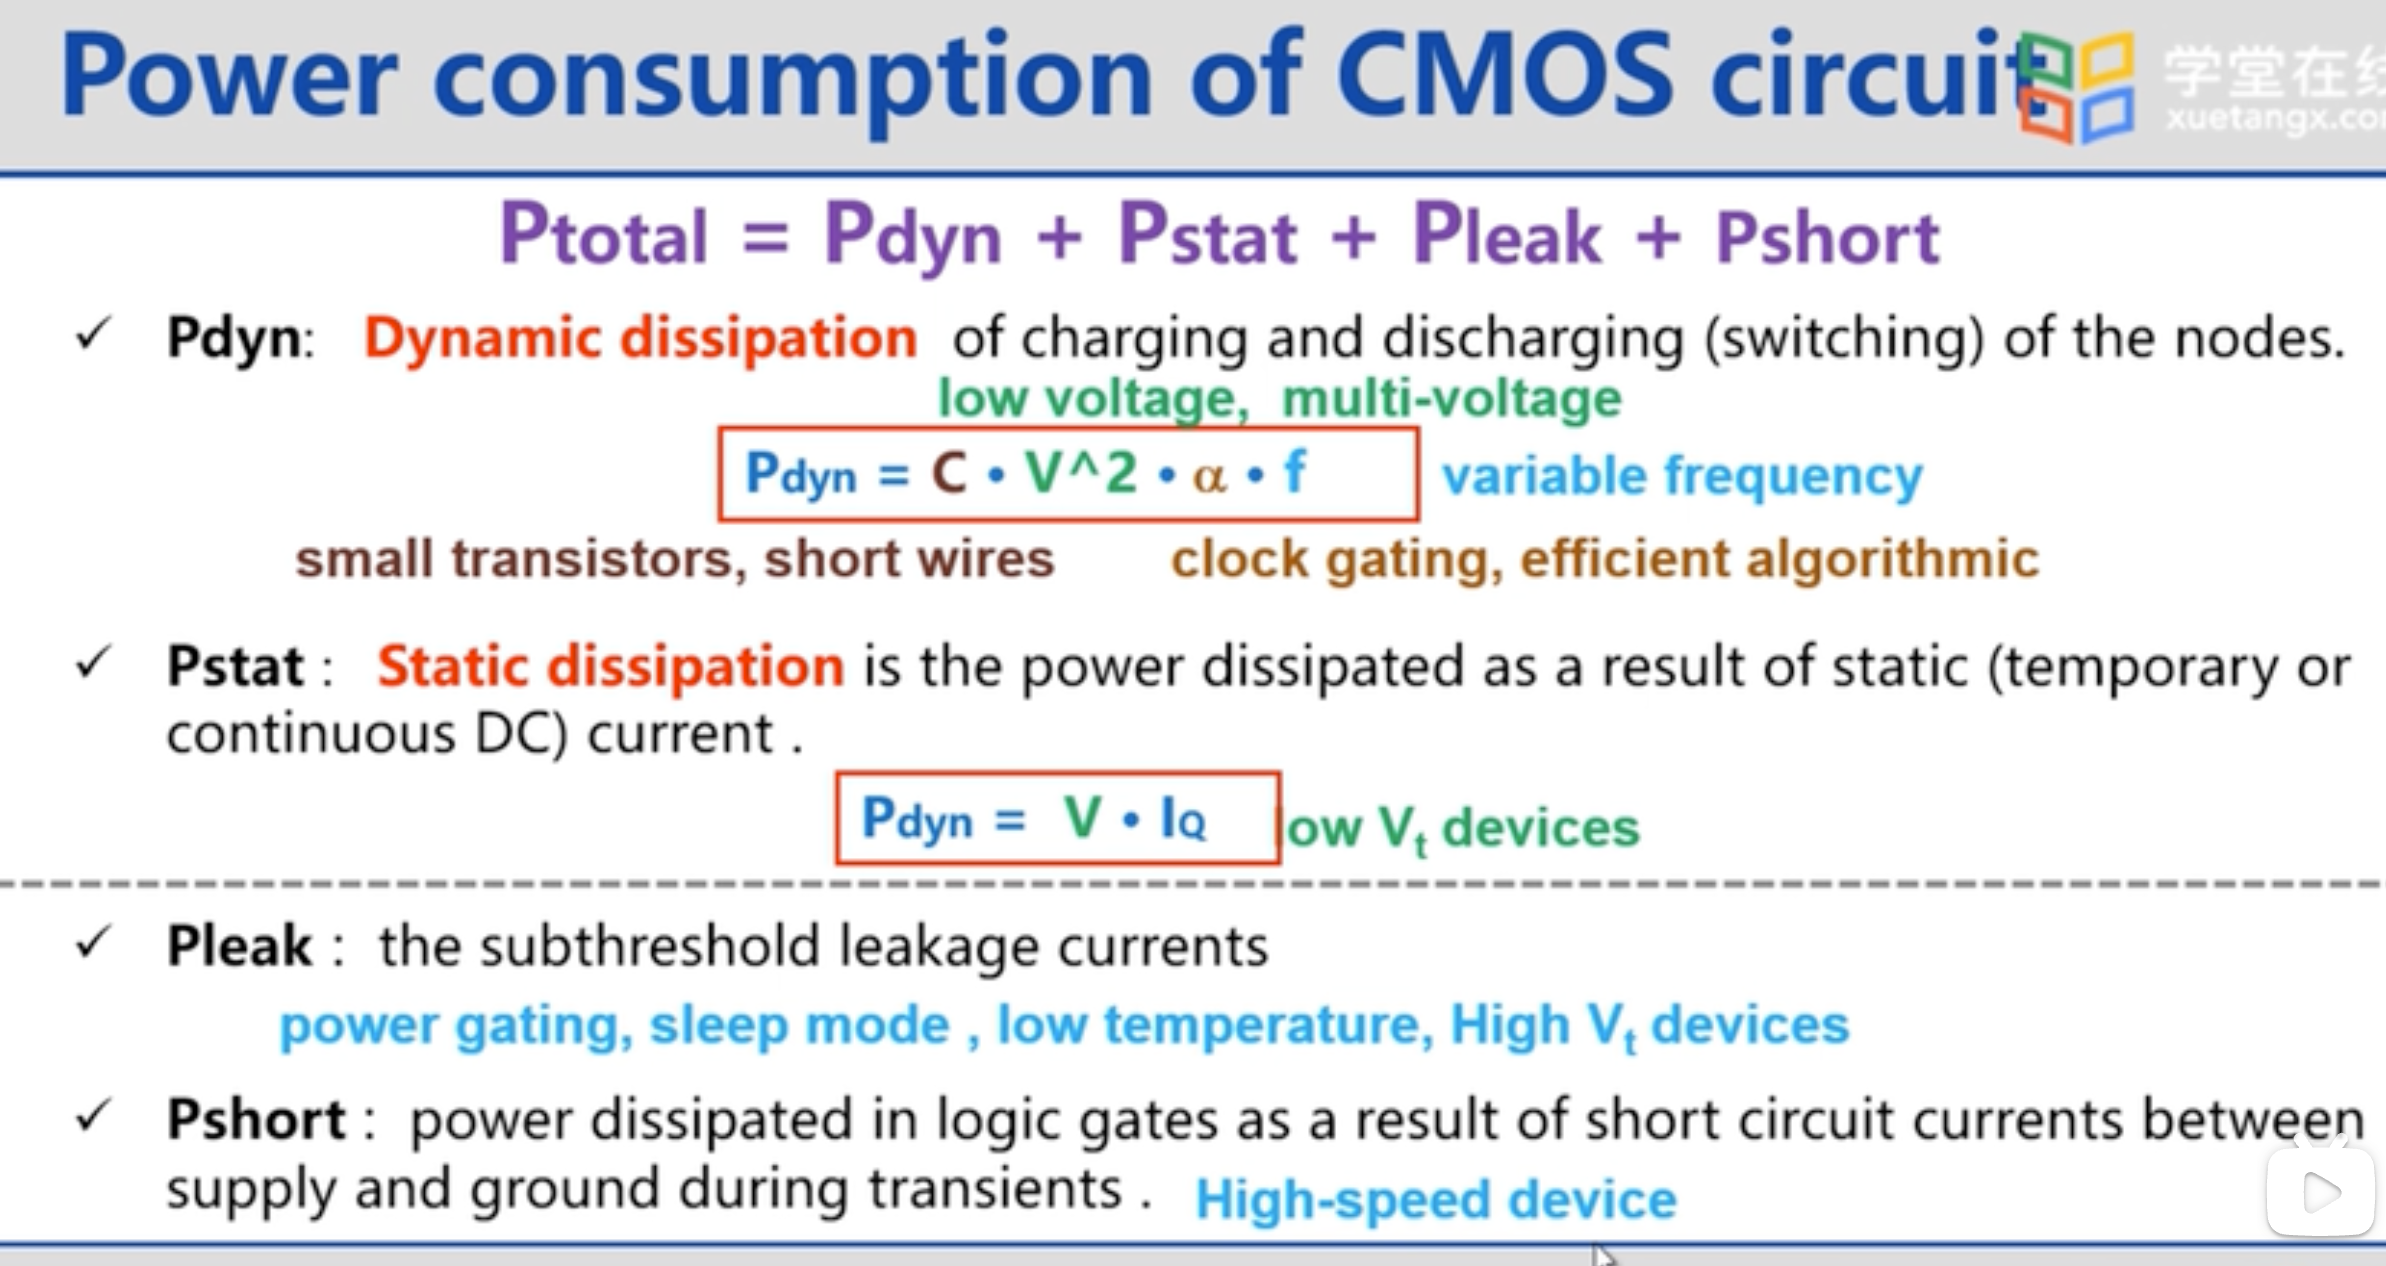 Power consumption of CMOS circuit
学堂在线
xuetangx.com
Ptotal = Pdyn + Pstat + Pleak + Pshort
✓ Pdyn: Dynamic dissipation of charging and discharging (switching) of the nodes.
low voltage, multi-voltage
Pdyn = C • V^2 • α • f variable frequency
small transistors, short wires clock gating, efficient algorithmic
✓ Pstat : Static dissipation is the power dissipated as a result of static (temporary or
continuous DC) current .
Pdyn = V • IQ low Vt devices
✓ Pleak : the subthreshold leakage currents
power gating, sleep mode , low temperature, High Vt devices
✓ Pshort : power dissipated in logic gates as a result of short circuit currents between
supply and ground during transients . High-speed device